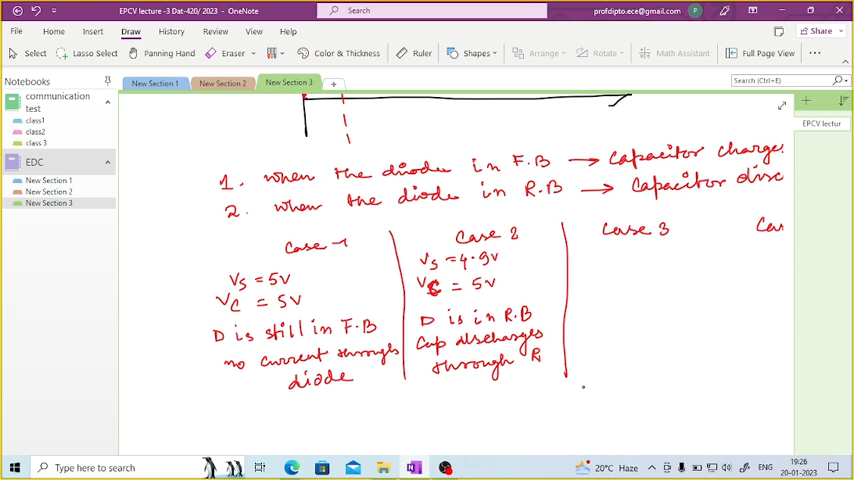 EPCV lecture -3 Dat-420/ 2023 - OneNote
Search
profdipto.ece@gmail.com
P
File
Home
Insert
Draw
History
Review
View
Help
Share
Select
Lasso Select
Panning Hand
Eraser
Color & Thickness
Ruler
Shapes
Arrange
Rotate
Math Assistant
Full Page View
Notebooks
New Section 1
New Section 2
New Section 3
+
Search (Ctrl+E)
communication
test
class1
class2
class 3
EDC
New Section 1
New Section 2
New Section 3
EPCV lectur
1. when the diode in F.B → capacitor charges
2. when the diode in R.B → capacitor disc
Case -1
Vs = 5V
Vc = 5V
D is still in F.B
no current through
diode
Case 2
Vs = 4.9V
Vc = 5V
D is in R.B
Cap discharges
through R
Case 3
Cas
Type here to search
20°C Haze
ENG
19:26
20-01-2023